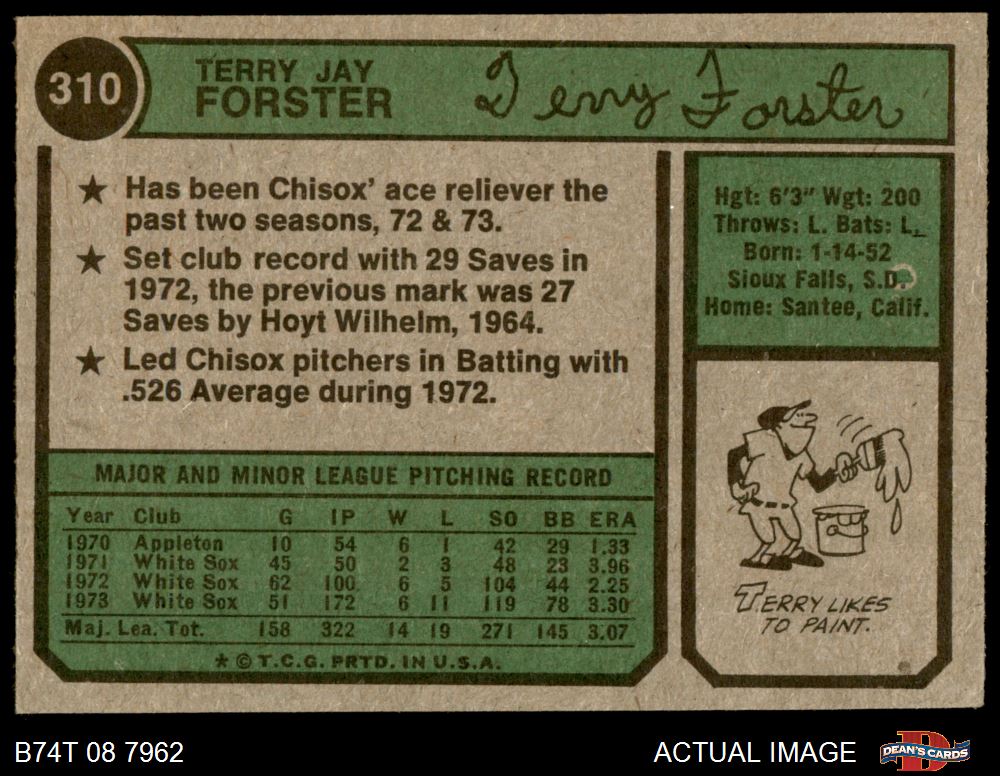 310
TERRY JAY
FORSTER
Terry Forster
★ Has been Chisox' ace reliever the
past two seasons, 72 & 73.
★ Set club record with 29 Saves in
1972, the previous mark was 27
Saves by Hoyt Wilhelm, 1964.
★ Led Chisox pitchers in Batting with
.526 Average during 1972.
Hgt: 6'3" Wgt: 200
Throws: L. Bats: L.
Born: 1-14-52
Sioux Falls, S.D.
Home: Santee, Calif.
MAJOR AND MINOR LEAGUE PITCHING RECORD
Year Club G IP W L SO BB ERA
1970 Appleton 10 54 6 1 42 29 1.33
1971 White Sox 45 50 2 3 48 23 3.96
1972 White Sox 62 100 6 5 104 44 2.25
1973 White Sox 51 172 6 11 119 78 3.30
Maj. Lea. Tot. 158 322 14 19 271 145 3.07
★ © T.C.G. PRTD. IN U.S.A.
TERRY LIKES
TO PAINT.
B74T 08 7962
ACTUAL IMAGE
D
DEAN'S CARDS